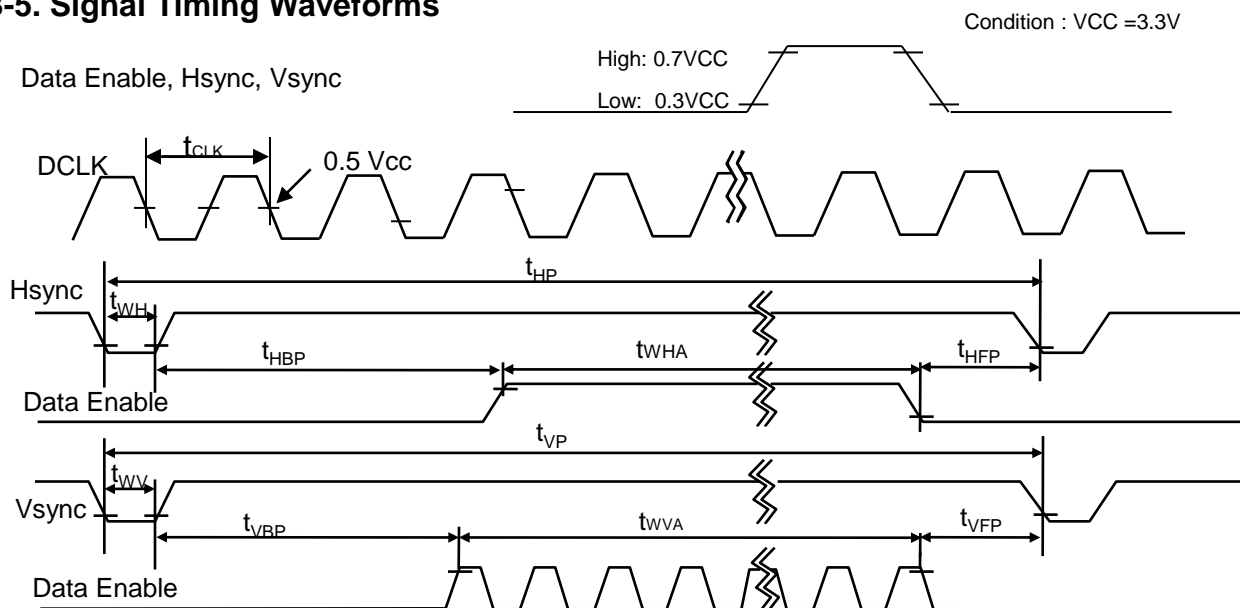 3-5. Signal Timing Waveforms
Condition : VCC =3.3V
High: 0.7VCC
Data Enable, Hsync, Vsync
Low: 0.3VCC
tCLK
DCLK
0.5 Vcc
tHP
Hsync
tWH
tHBP
tWHA
tHFP
Data Enable
tVP
tWV
Vsync
tVBP
tWVA
tVFP
Data Enable